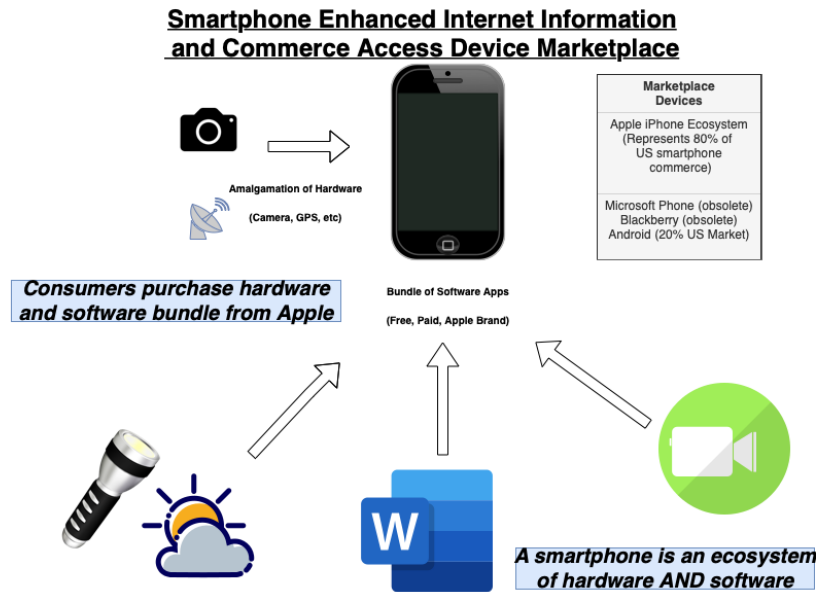 Smartphone Enhanced Internet Information
and Commerce Access Device Marketplace
Marketplace
Devices
Apple iPhone Ecosystem
(Represents 80% of
US smartphone
commerce)
Microsoft Phone (obsolete)
Blackberry (obsolete)
Android (20% US Market)
Amalgamation of Hardware
(Camera, GPS, etc)
Consumers purchase hardware
and software bundle from Apple
Bundle of Software Apps
(Free, Paid, Apple Brand)
W
A smartphone is an ecosystem
of hardware AND software